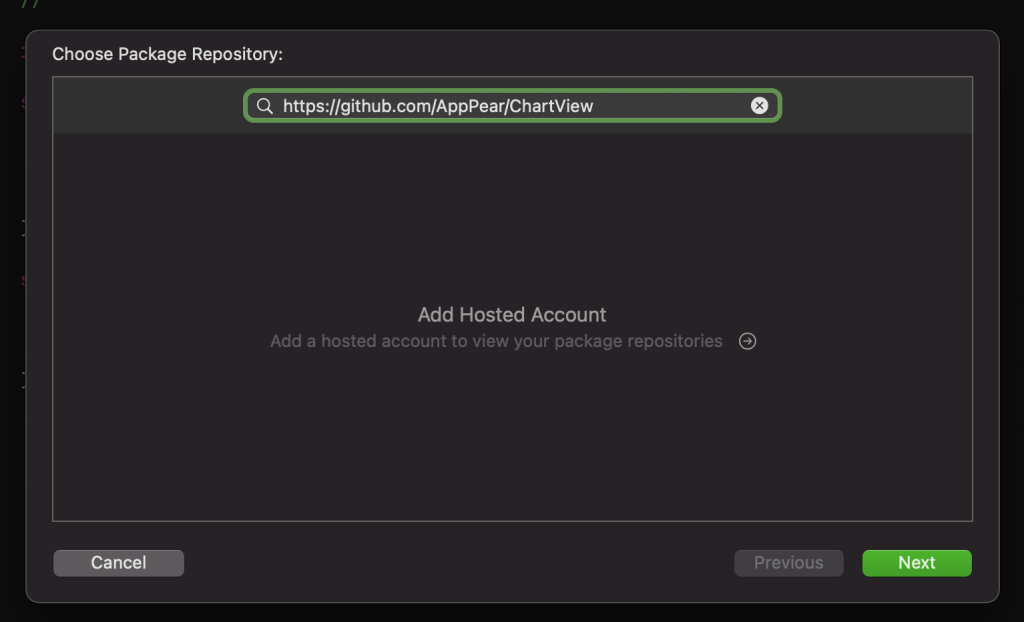 //
Choose Package Repository:
https://github.com/AppPear/ChartView
Add Hosted Account
Add a hosted account to view your package repositories
Cancel
Previous
Next